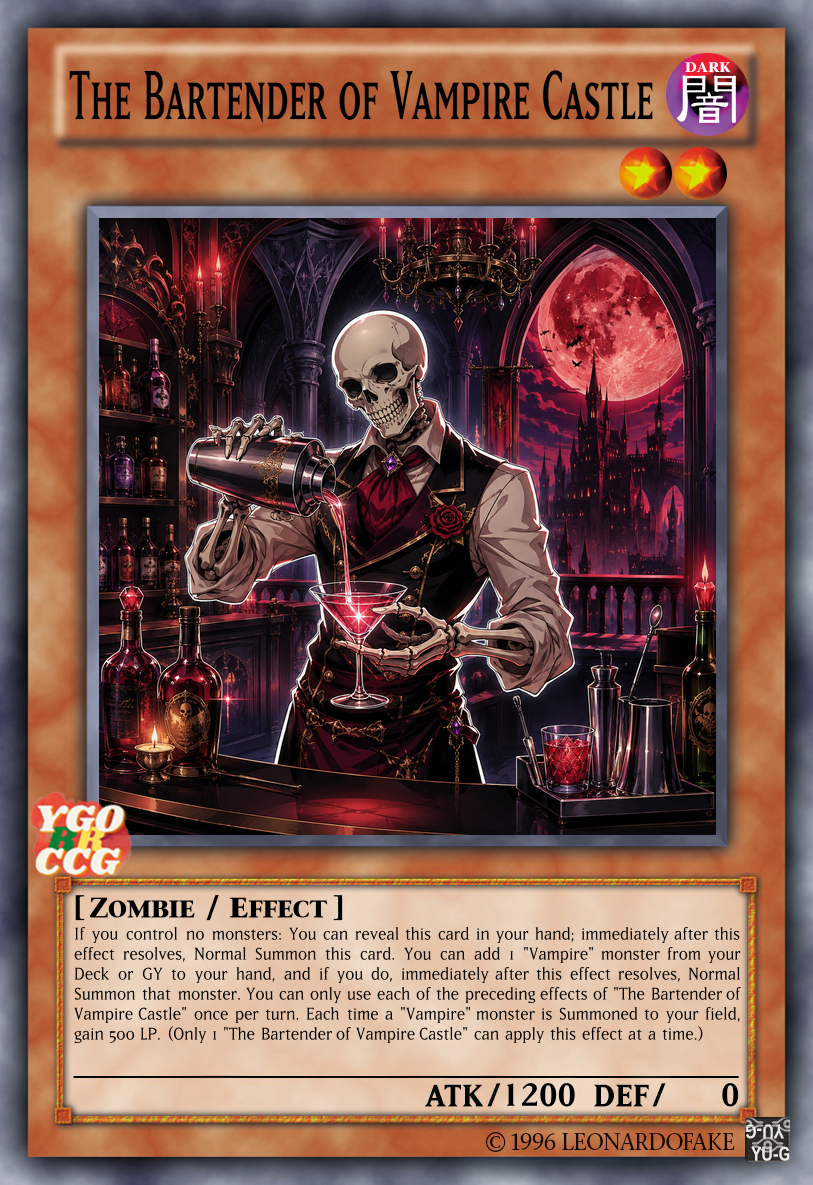 THE BARTENDER OF VAMPIRE CASTLE
DARK
闇
YGO
BR
CCG
[ ZOMBIE / EFFECT ]
If you control no monsters: You can reveal this card in your hand; immediately after this
effect resolves, Normal Summon this card. You can add 1 "Vampire" monster from your
Deck or GY to your hand, and if you do, immediately after this effect resolves, Normal
Summon that monster. You can only use each of the preceding effects of "The Bartender of
Vampire Castle" once per turn. Each time a "Vampire" monster is Summoned to your field,
gain 500 LP. (Only 1 "The Bartender of Vampire Castle" can apply this effect at a time.)
ATK/1200 DEF/ 0
© 1996 LEONARDOFAKE
YU-G
YU-G